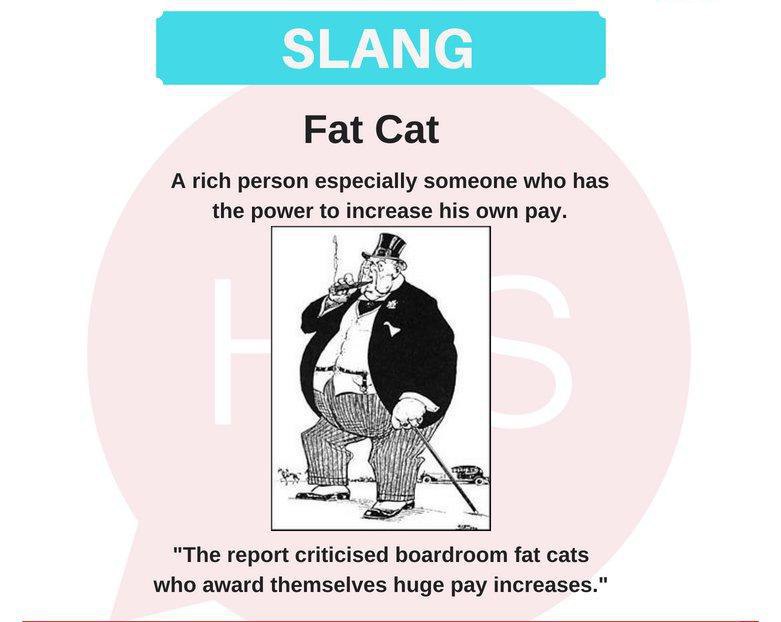 SLANG
Fat Cat
A rich person especially someone who has
the power to increase his own pay.
H S
"The report criticised boardroom fat cats
who award themselves huge pay increases."